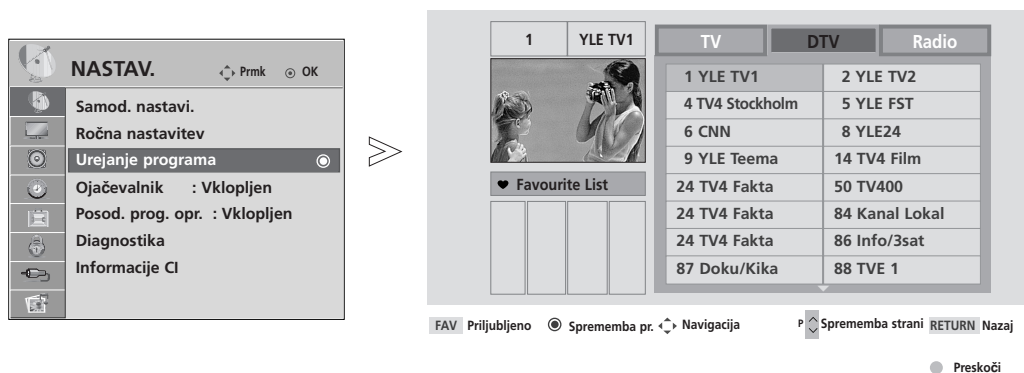 NASTAV. Prmk OK
Samod. nastavi.
Ročna nastavitev
Urejanje programa
Ojačevalnik : Vklopljen
Posod. prog. opr. : Vklopljen
Diagnostika
Informacije CI
1 YLE TV1
Favourite List
TV DTV Radio
1 YLE TV1 2 YLE TV2
4 TV4 Stockholm 5 YLE FST
6 CNN 8 YLE24
9 YLE Teema 14 TV4 Film
24 TV4 Fakta 50 TV400
24 TV4 Fakta 84 Kanal Lokal
24 TV4 Fakta 86 Info/3sat
87 Doku/Kika 88 TVE 1
FAV Priljubljeno Sprememba pr. Navigacija P Sprememba strani RETURN Nazaj
Preskoči